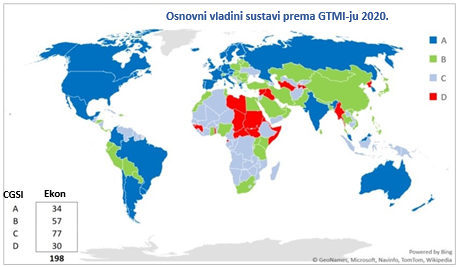 Osnovni vladini sustavi prema GTMI-ju 2020.
A
B
C
D
CGSI Ekon
A 34
B 57
C 77
D 30
198
Powered by Bing
© GeoNames, Microsoft, Navinfo, TomTom, Wikipedia